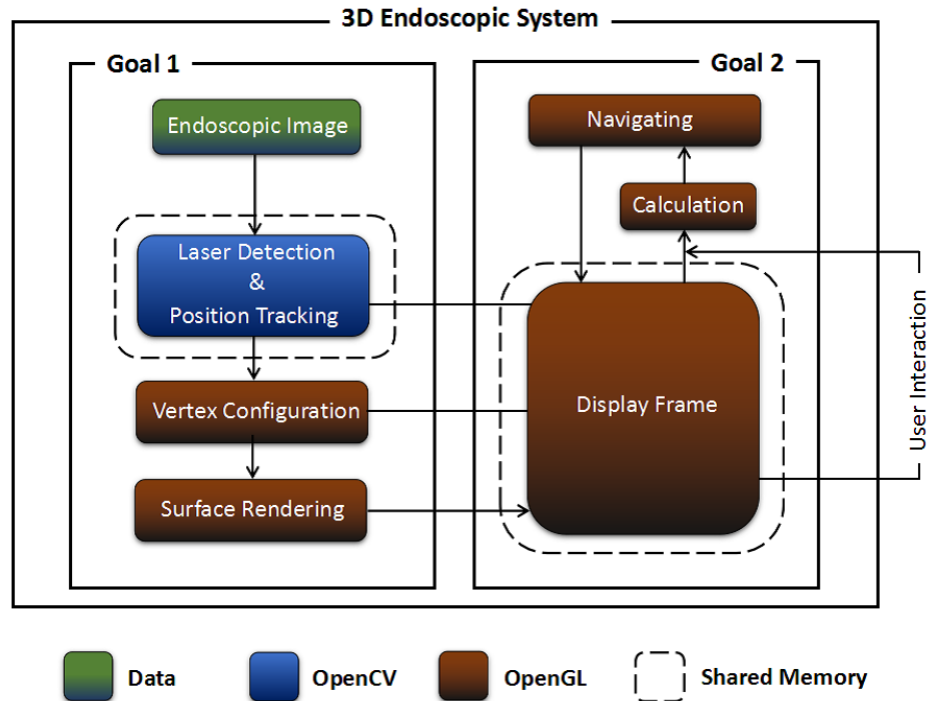 3D Endoscopic System
Goal 1
Goal 2
Endoscopic Image
Laser Detection
&
Position Tracking
Vertex Configuration
Surface Rendering
Navigating
Calculation
Display Frame
User Interaction
Data
OpenCV
OpenGL
Shared Memory